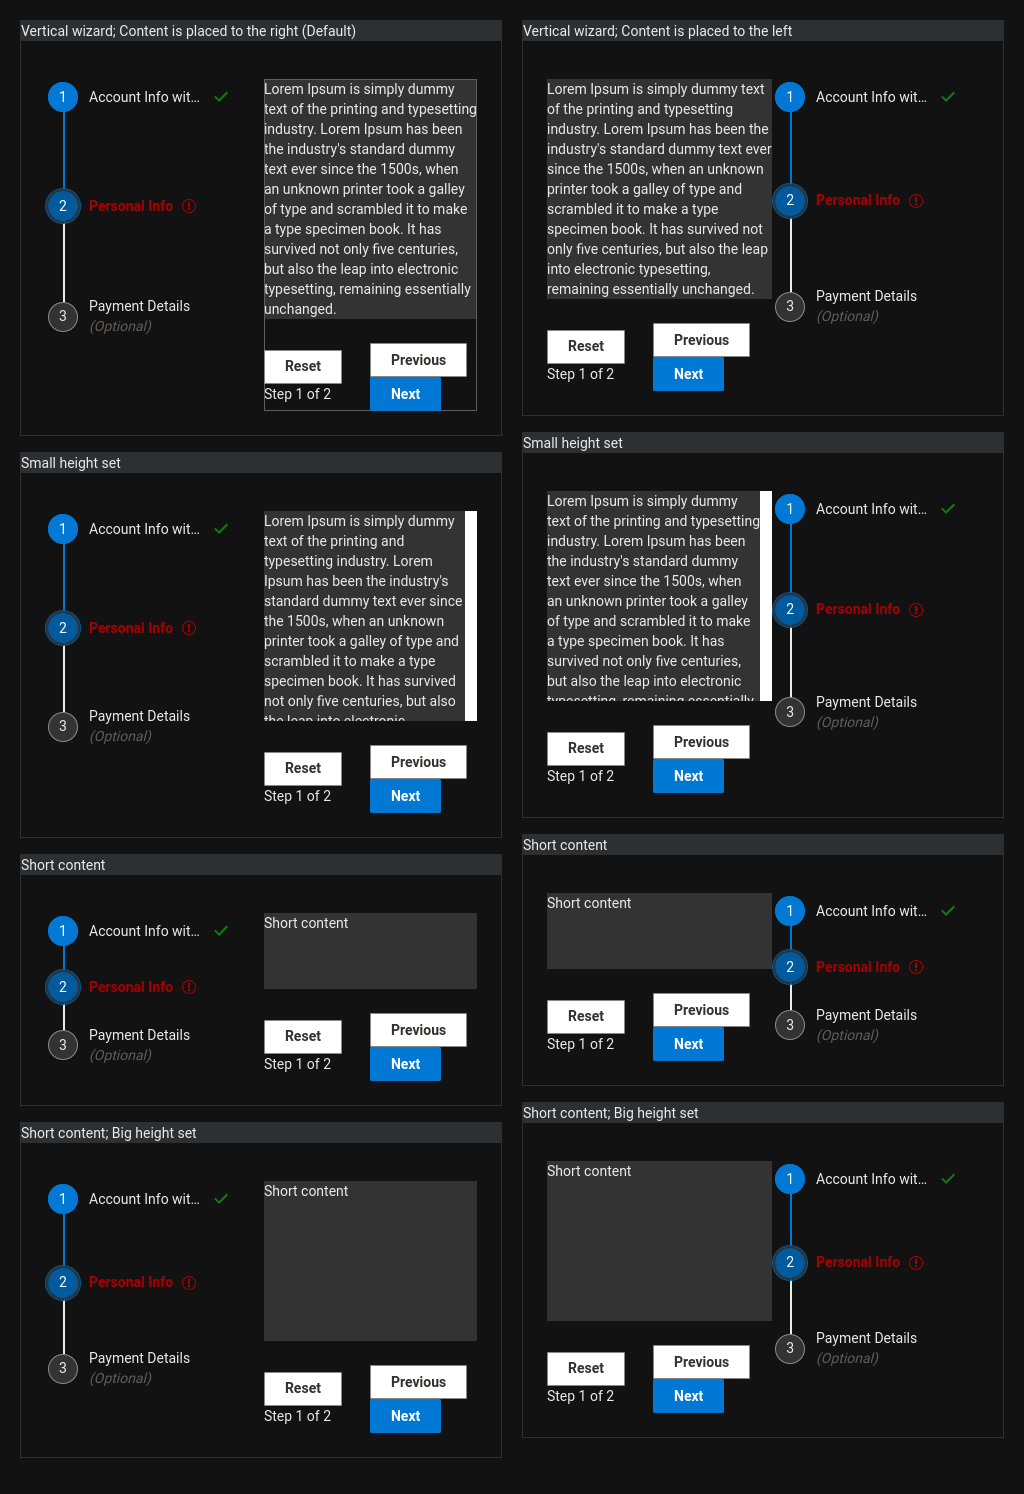 Vertical wizard; Content is placed to the right (Default)
1
Account Info wit...
2
Personal Info
3
Payment Details
(Optional)
Lorem Ipsum is simply dummy
text of the printing and typesetting
industry. Lorem Ipsum has been
the industry's standard dummy
text ever since the 1500s, when
an unknown printer took a galley
of type and scrambled it to make
a type specimen book. It has
survived not only five centuries,
but also the leap into electronic
typesetting, remaining essentially
unchanged.
Reset
Previous
Step 1 of 2
Next
Vertical wizard; Content is placed to the left
Lorem Ipsum is simply dummy text
of the printing and typesetting
industry. Lorem Ipsum has been the
industry's standard dummy text ever
since the 1500s, when an unknown
printer took a galley of type and
scrambled it to make a type
specimen book. It has survived not
only five centuries, but also the leap
into electronic typesetting,
remaining essentially unchanged.
1
Account Info wit...
2
Personal Info
3
Payment Details
(Optional)
Reset
Previous
Step 1 of 2
Next
Small height set
1
Account Info wit...
2
Personal Info
3
Payment Details
(Optional)
Lorem Ipsum is simply dummy
text of the printing and
typesetting industry. Lorem
Ipsum has been the industry's
standard dummy text ever since
the 1500s, when an unknown
printer took a galley of type and
scrambled it to make a type
specimen book. It has survived
not only five centuries, but also
the leap into electronic
Reset
Previous
Step 1 of 2
Next
Small height set
Lorem Ipsum is simply dummy
text of the printing and typesetting
industry. Lorem Ipsum has been
the industry's standard dummy
text ever since the 1500s, when
an unknown printer took a galley
of type and scrambled it to make
a type specimen book. It has
survived not only five centuries,
but also the leap into electronic
typesetting, remaining essentially
1
Account Info wit...
2
Personal Info
3
Payment Details
(Optional)
Reset
Previous
Step 1 of 2
Next
Short content
1
Account Info wit...
2
Personal Info
3
Payment Details
(Optional)
Short content
Reset
Previous
Step 1 of 2
Next
Short content
Short content
1
Account Info wit...
2
Personal Info
3
Payment Details
(Optional)
Reset
Previous
Step 1 of 2
Next
Short content; Big height set
1
Account Info wit...
2
Personal Info
3
Payment Details
(Optional)
Short content
Reset
Previous
Step 1 of 2
Next
Short content; Big height set
Short content
1
Account Info wit...
2
Personal Info
3
Payment Details
(Optional)
Reset
Previous
Step 1 of 2
Next